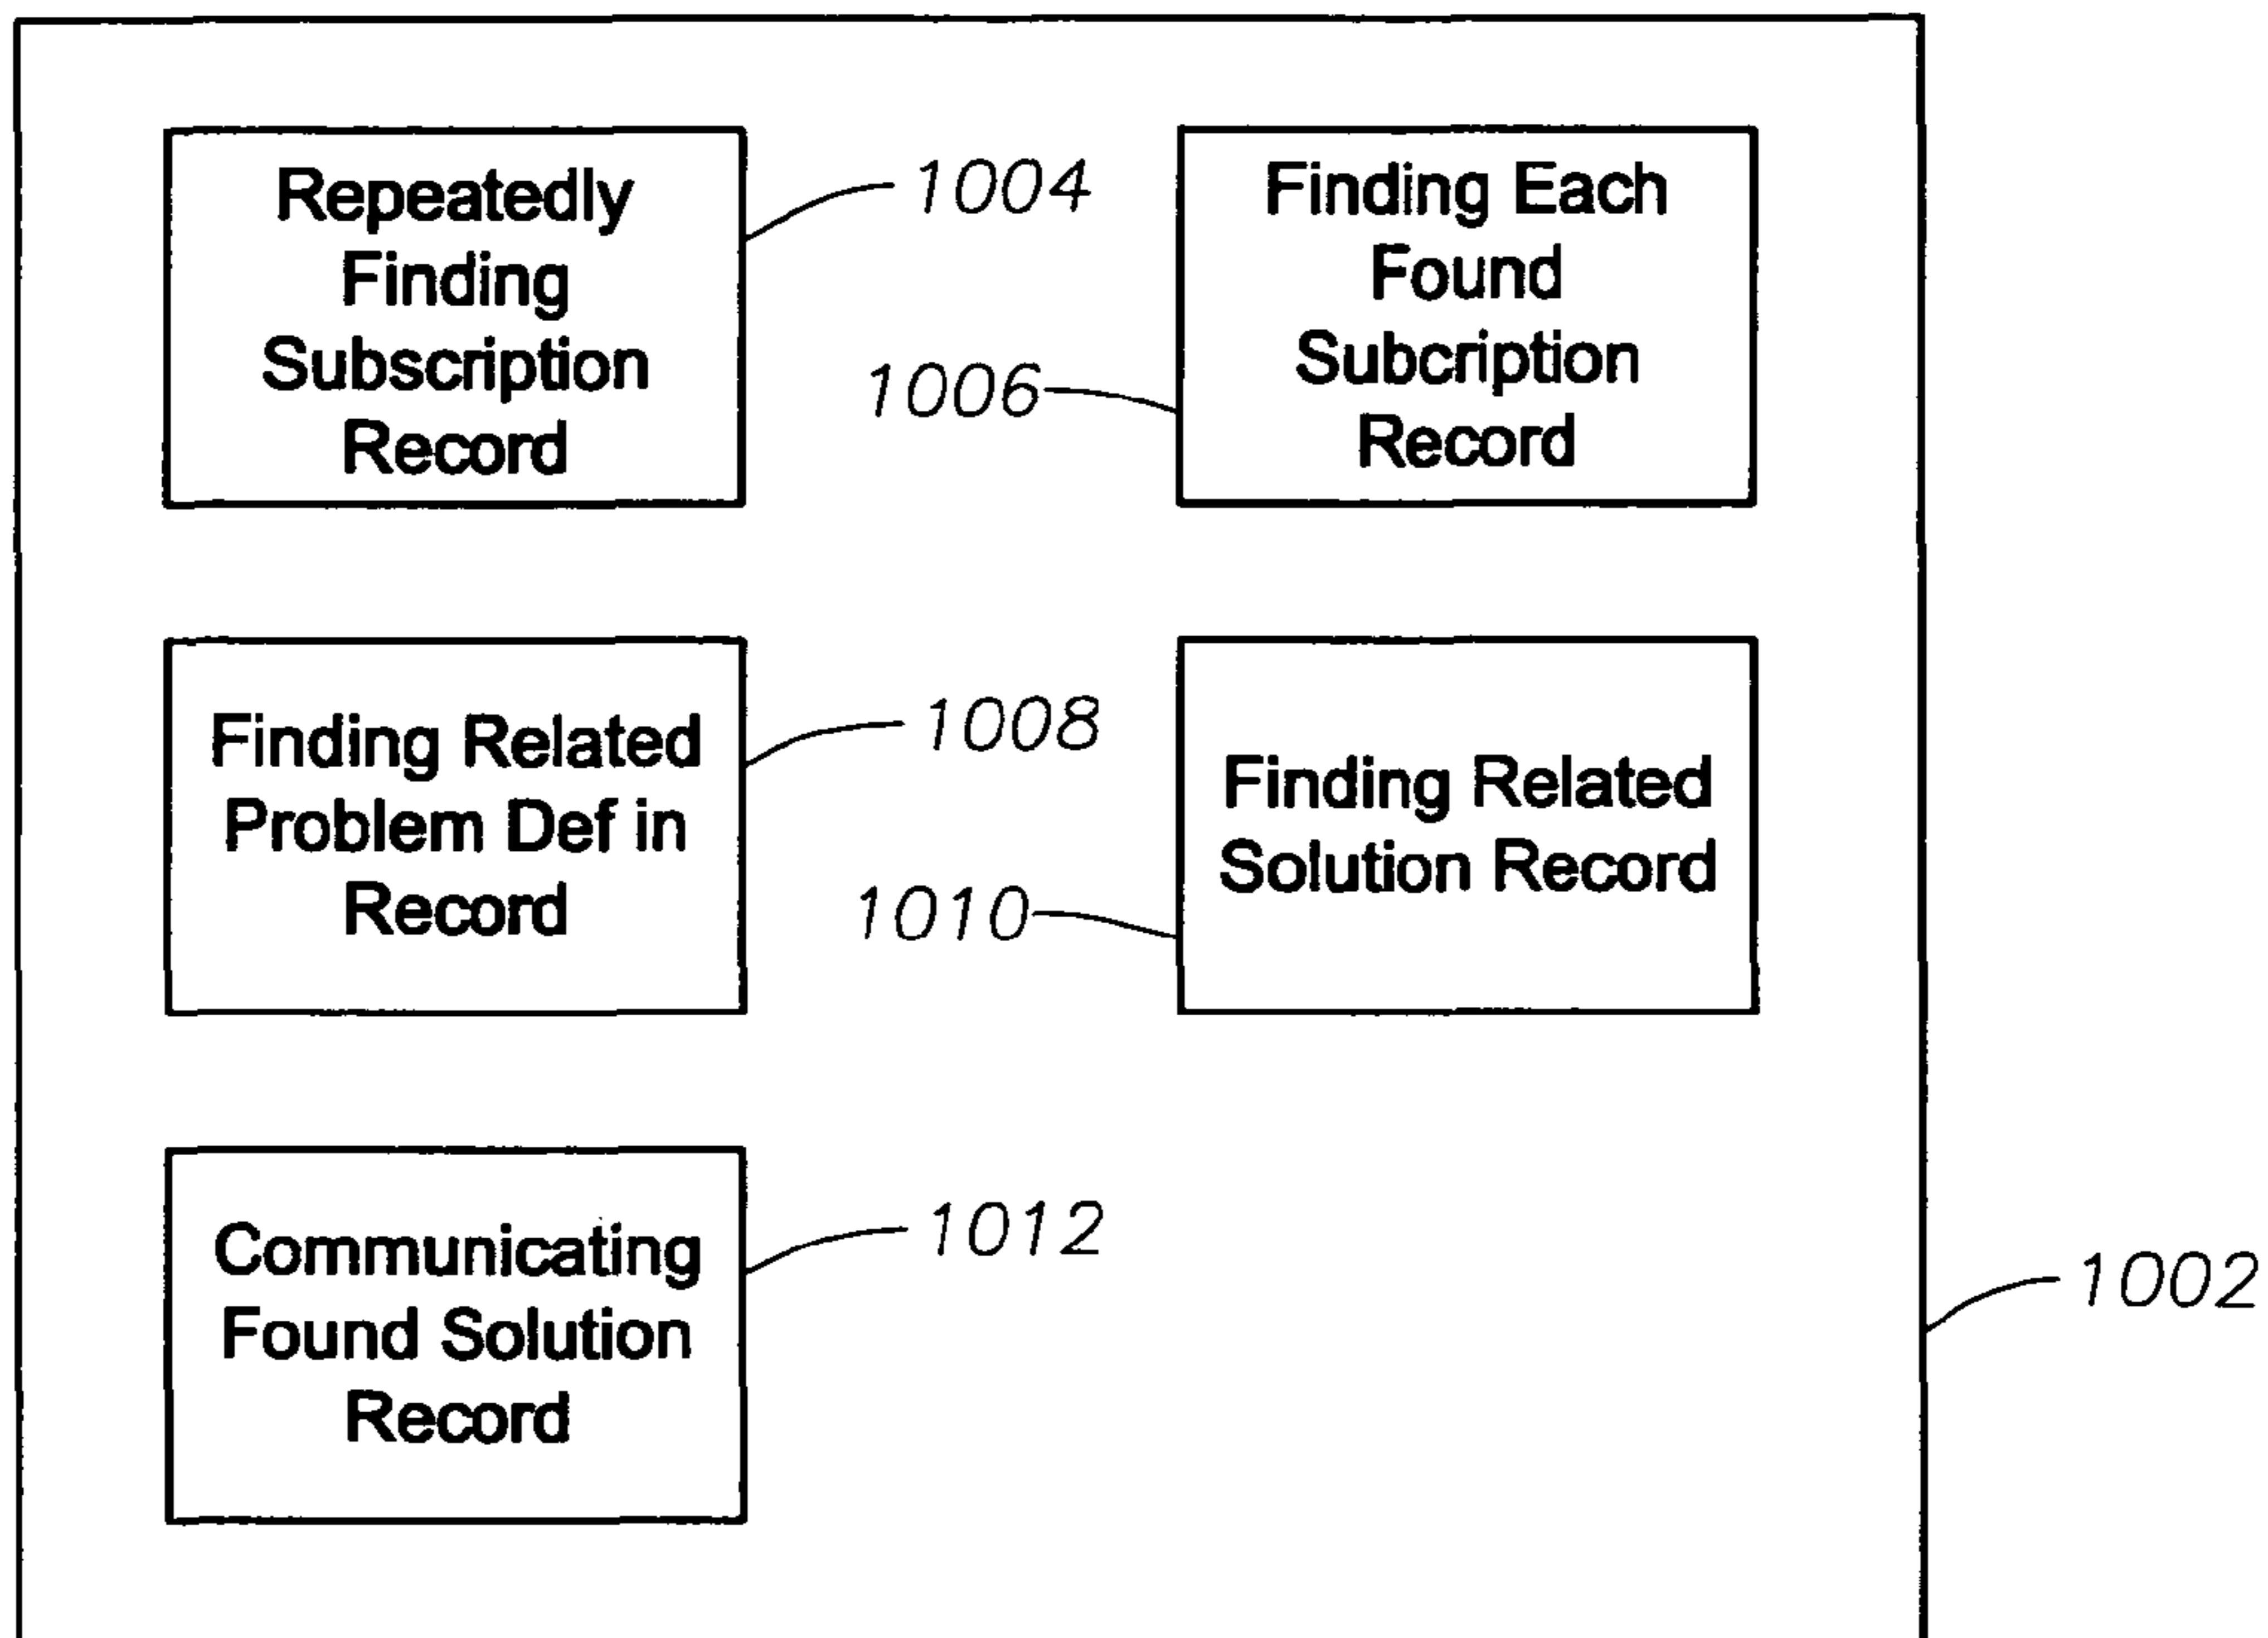 Repeatedly
Finding
Subscription
Record
1004
Finding Each
Found
Subcription
Record
1006
Finding Related
Problem Def in
Record
1008
Finding Related
Solution Record
1010
Communicating
Found Solution
Record
1012
1002